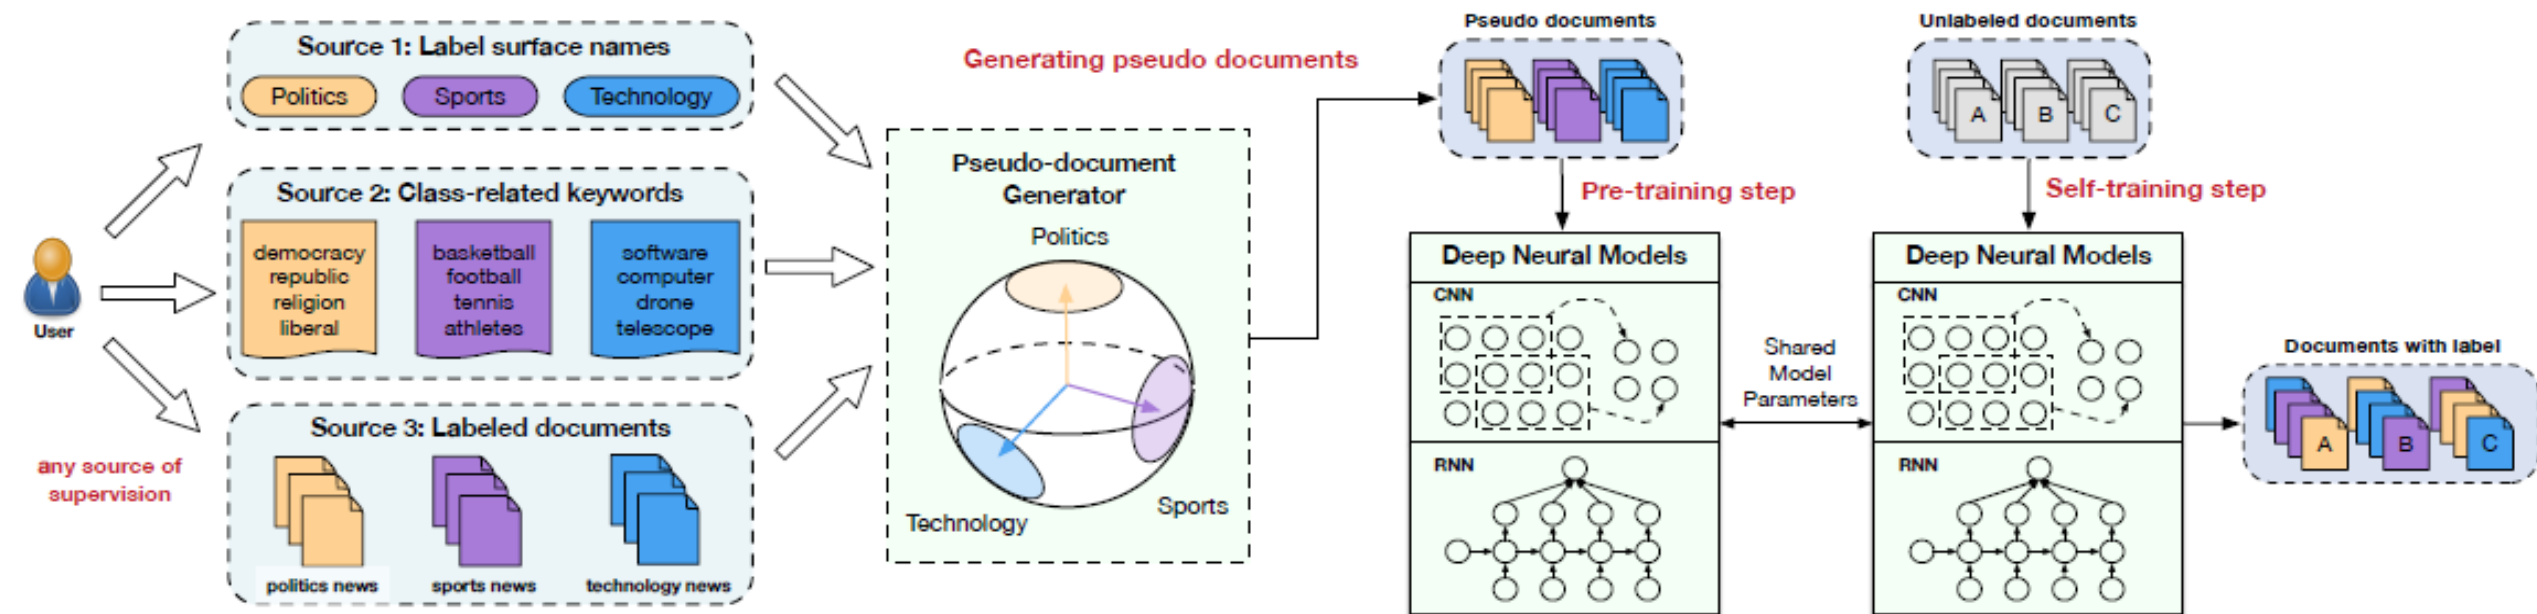 User
any source of
supervision
Source 1: Label surface names
Politics
Sports
Technology
Source 2: Class-related keywords
democracy
republic
religion
liberal
basketball
football
tennis
athletes
software
computer
drone
telescope
Source 3: Labeled documents
politics news
sports news
technology news
Generating pseudo documents
Pseudo-document
Generator
Politics
Technology
Sports
Pseudo documents
Pre-training step
Deep Neural Models
CNN
RNN
Shared
Model
Parameters
Unlabeled documents
A
B
C
Self-training step
Deep Neural Models
CNN
RNN
Documents with label
A
B
C